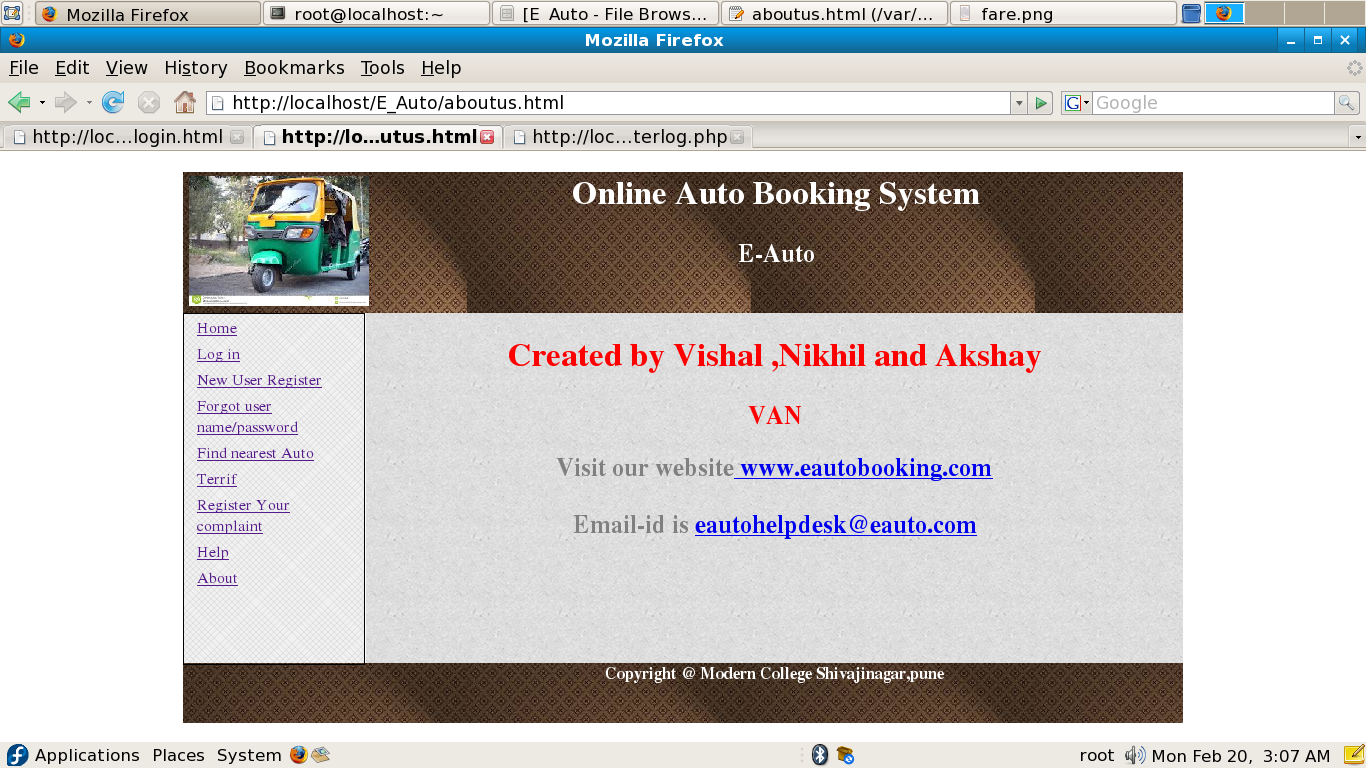 Mozilla Firefox
root@localhost:~
[E_Auto - File Brows...
aboutus.html (/var/...
fare.png
Mozilla Firefox
File Edit View History Bookmarks Tools Help
http://localhost/E_Auto/aboutus.html
G
Google
http://loc...login.html
http://lo...utus.html
http://loc...terlog.php
Online Auto Booking System
E-Auto
Home
Log in
New User Register
Forgot user
name/password
Find nearest Auto
Terrif
Register Your
complaint
Help
About
Created by Vishal ,Nikhil and Akshay
VAN
Visit our website www.eautobooking.com
Email-id is eautohelpdesk@eauto.com
Copyright @ Modern College Shivajinagar,pune
Applications Places System
root
Mon Feb 20, 3:07 AM